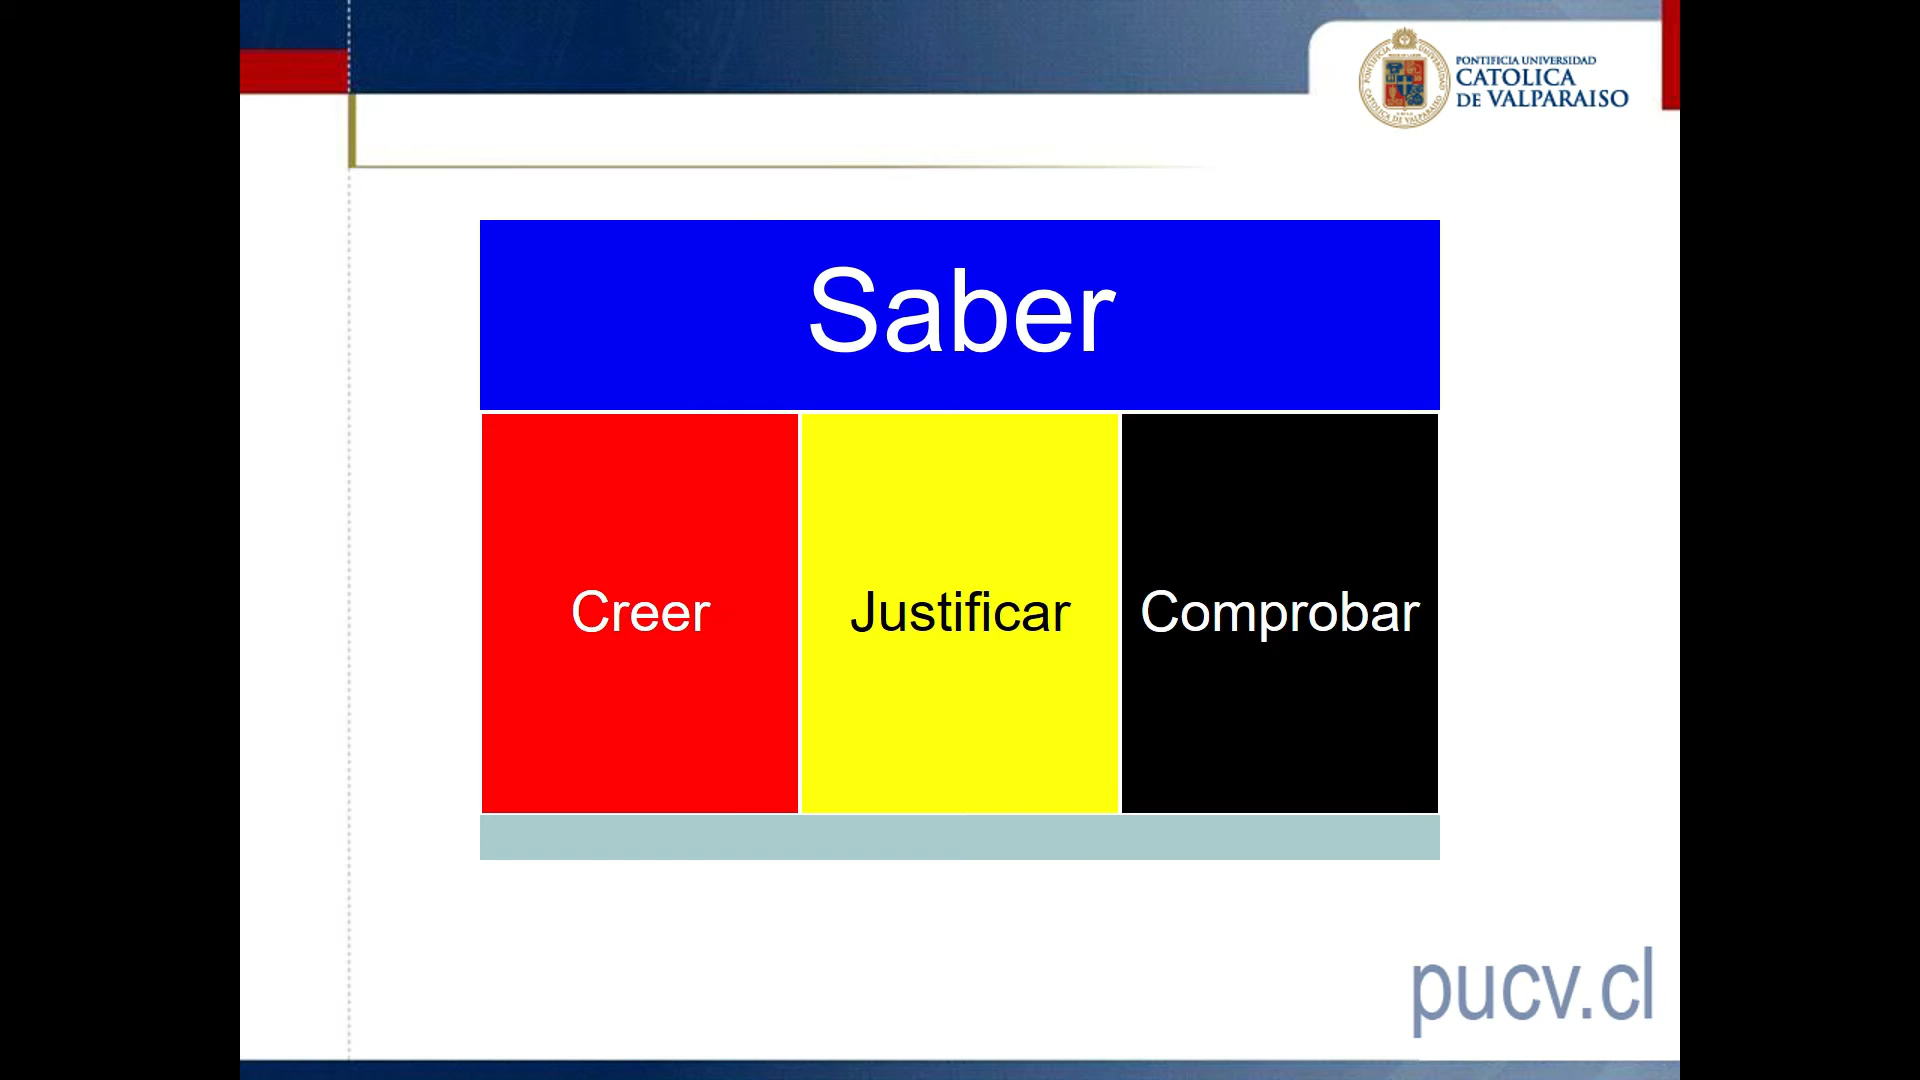 PONTIFICIA UNIVERSIDAD
CATOLICA
DE VALPARAISO
Saber
Creer
Justificar
Comprobar
pucv.cl